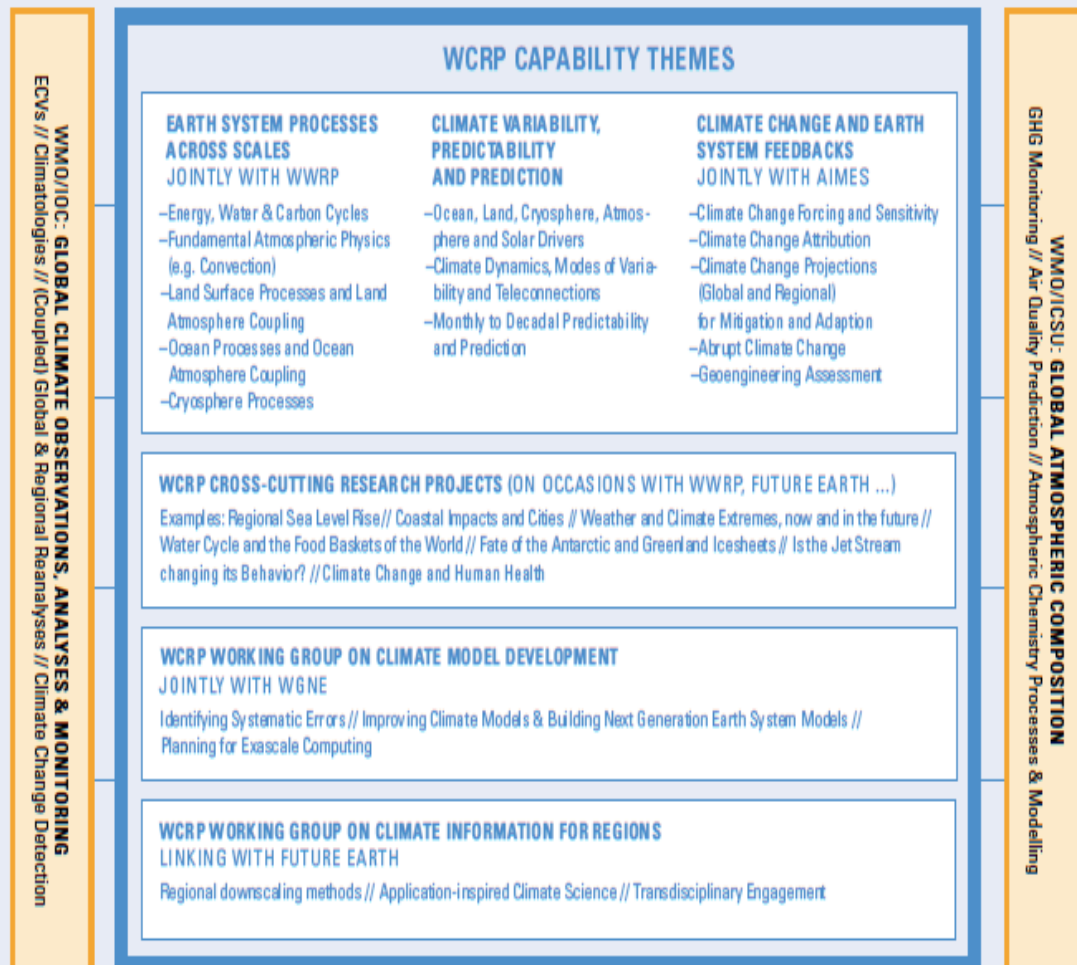 WMO/IOC: GLOBAL CLIMATE OBSERVATIONS, ANALYSES & MONITORING
ECVs // Climatologies // (Coupled) Global & Regional Reanalyses // Climate Change Detection
WCRP CAPABILITY THEMES
EARTH SYSTEM PROCESSES
ACROSS SCALES
JOINTLY WITH WWRP
–Energy, Water & Carbon Cycles
–Fundamental Atmospheric Physics
(e.g. Convection)
–Land Surface Processes and Land
Atmosphere Coupling
–Ocean Processes and Ocean
Atmosphere Coupling
–Cryosphere Processes
CLIMATE VARIABILITY,
PREDICTABILITY
AND PREDICTION
–Ocean, Land, Cryosphere, Atmos-
phere and Solar Drivers
–Climate Dynamics, Modes of Varia-
bility and Teleconnections
–Monthly to Decadal Predictability
and Prediction
CLIMATE CHANGE AND EARTH
SYSTEM FEEDBACKS
JOINTLY WITH AIMES
–Climate Change Forcing and Sensitivity
–Climate Change Attribution
–Climate Change Projections
(Global and Regional)
for Mitigation and Adaption
–Abrupt Climate Change
–Geoengineering Assessment
WCRP CROSS-CUTTING RESEARCH PROJECTS (ON OCCASIONS WITH WWRP, FUTURE EARTH ...)
Examples: Regional Sea Level Rise// Coastal Impacts and Cities // Weather and Climate Extremes, now and in the future //
Water Cycle and the Food Baskets of the World // Fate of the Antarctic and Greenland Icesheets // Is the Jet Stream
changing its Behavior? // Climate Change and Human Health
WCRP WORKING GROUP ON CLIMATE MODEL DEVELOPMENT
JOINTLY WITH WGNE
Identifying Systematic Errors // Improving Climate Models & Building Next Generation Earth System Models //
Planning for Exascale Computing
WCRP WORKING GROUP ON CLIMATE INFORMATION FOR REGIONS
LINKING WITH FUTURE EARTH
Regional downscaling methods // Application-inspired Climate Science // Transdisciplinary Engagement
WMO/ICSU: GLOBAL ATMOSPHERIC COMPOSITION
GHG Monitoring // Air Quality Prediction // Atmospheric Chemistry Processes & Modelling